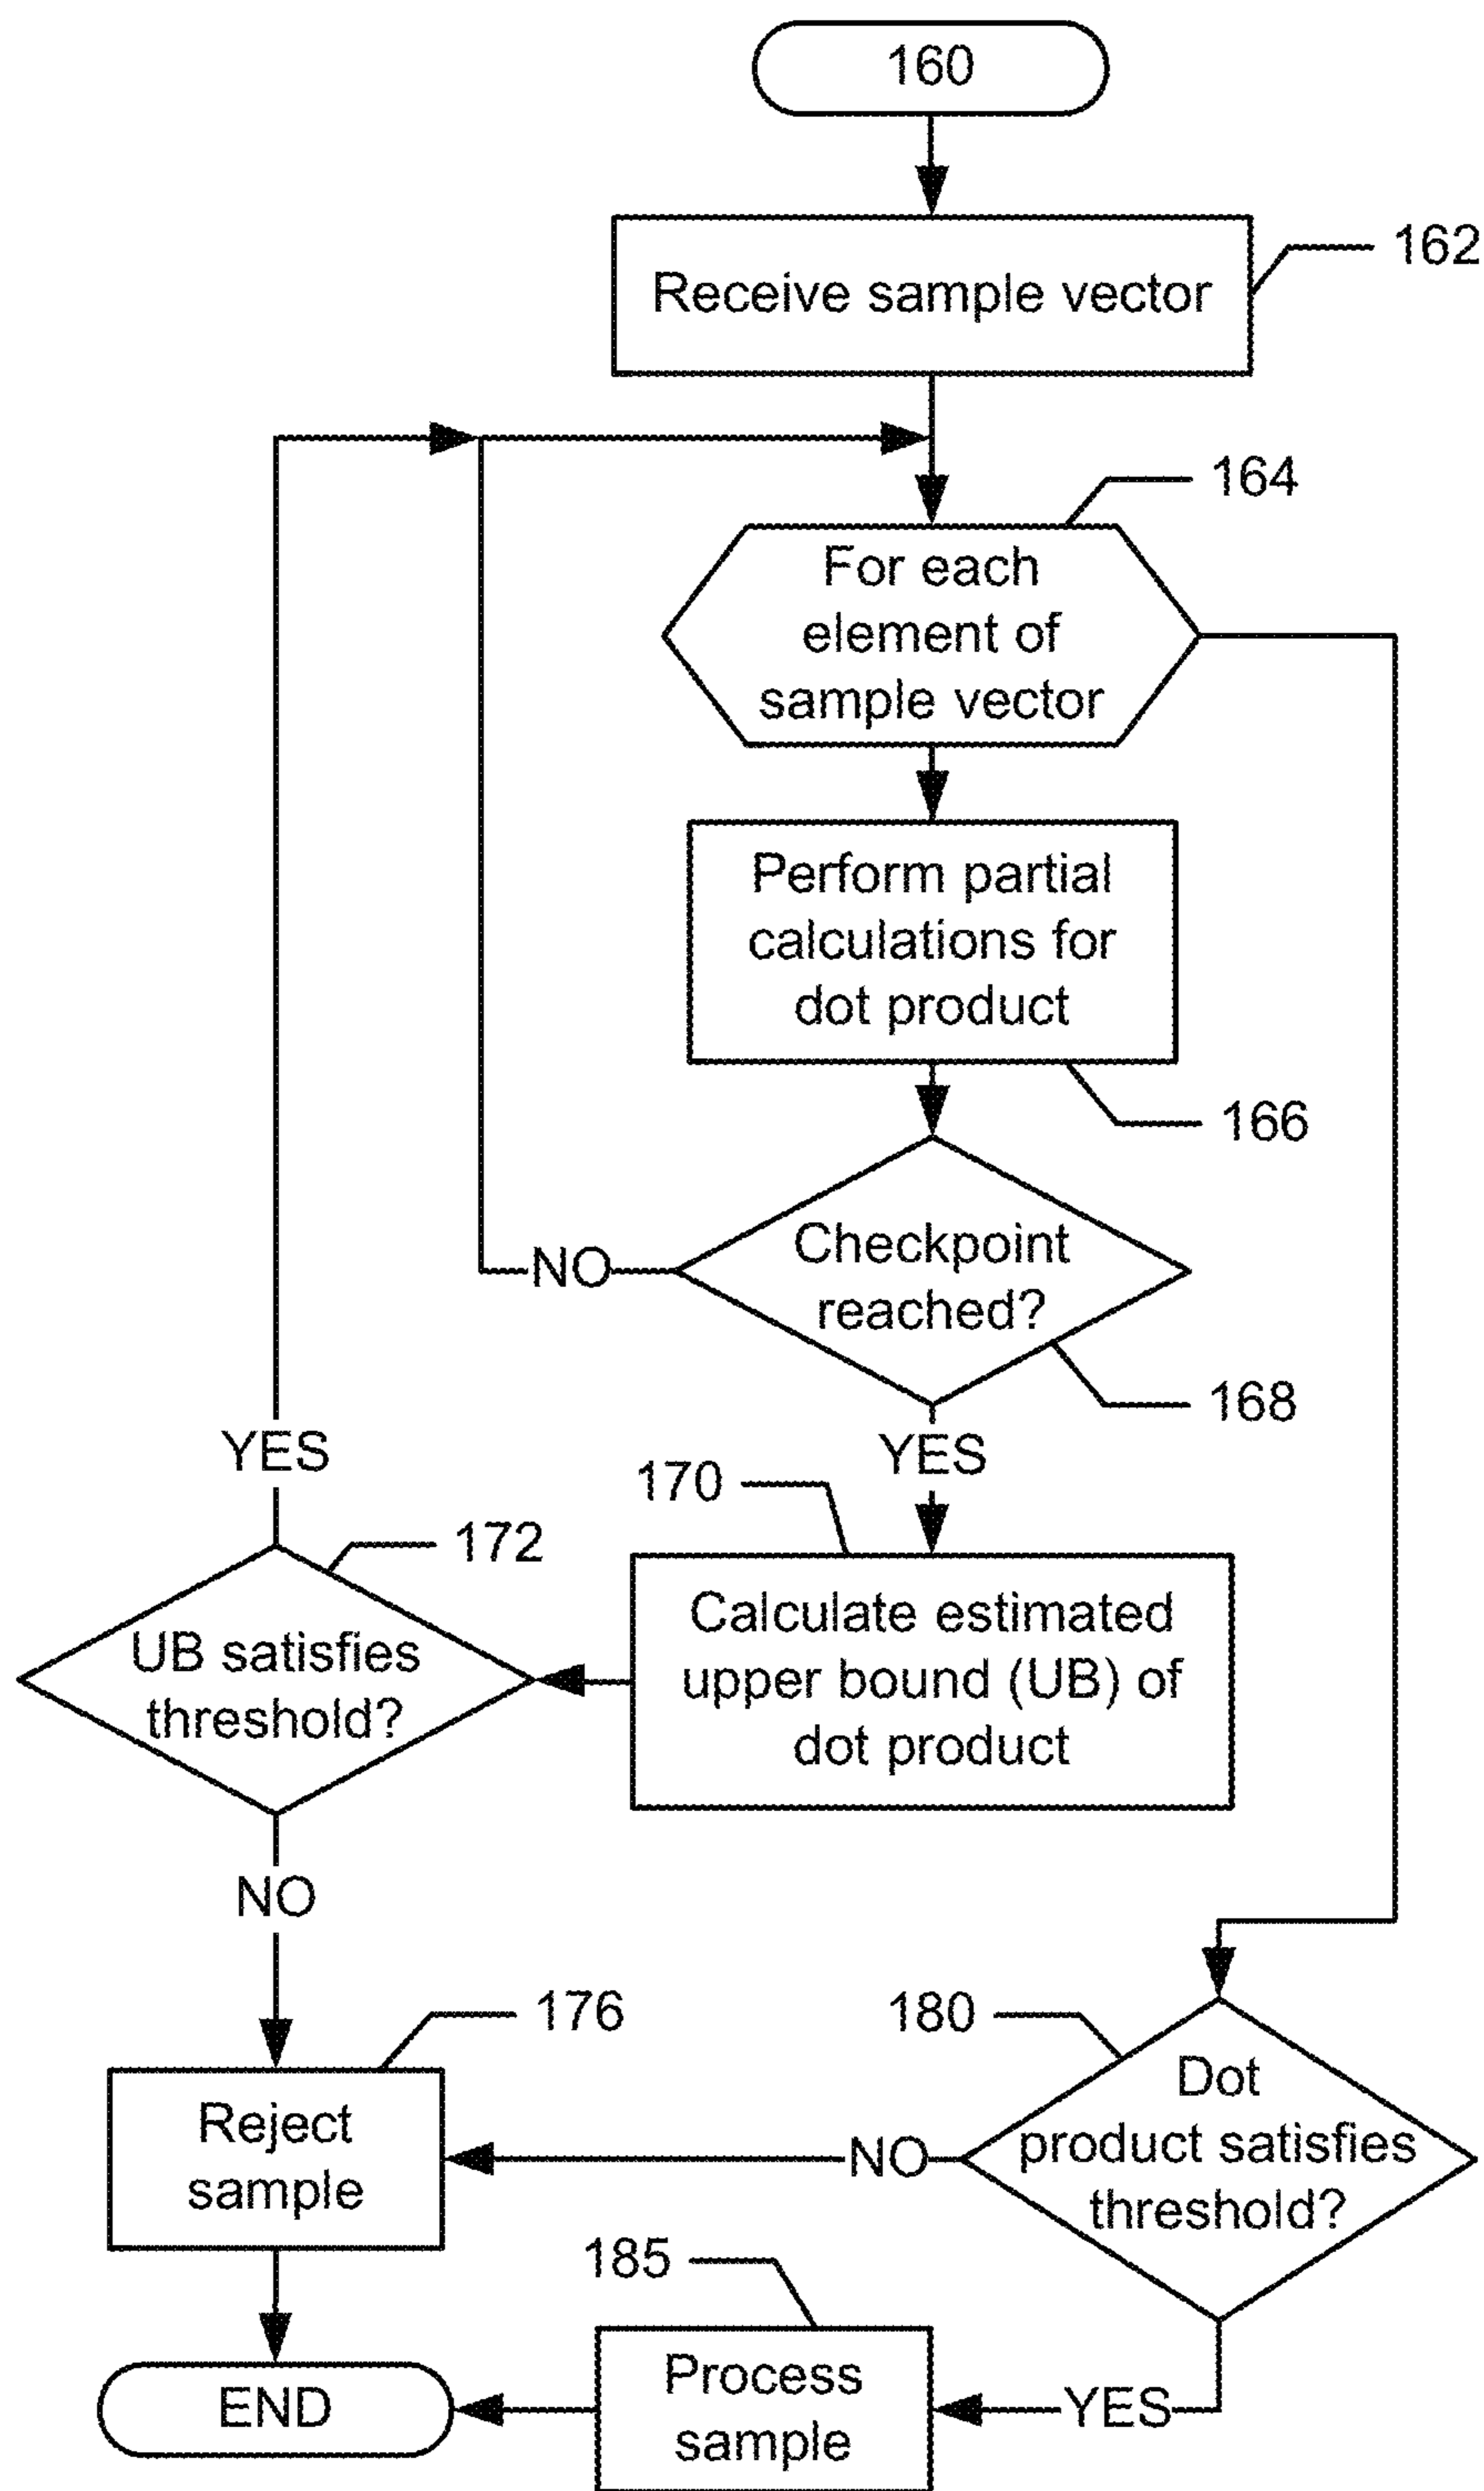 160
Receive sample vector
162
164
For each
element of
sample vector
Perform partial
calculations for
dot product
166
Checkpoint
reached?
NO
168
YES
YES
170
172
Calculate estimated
upper bound (UB) of
dot product
UB satisfies
threshold?
NO
176
180
Reject
sample
Dot
product satisfies
threshold?
NO
185
Process
sample
YES
END